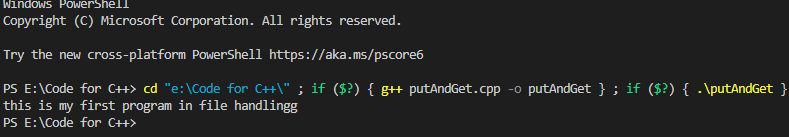 Windows PowerShell
Copyright (C) Microsoft Corporation. All rights reserved.
Try the new cross-platform PowerShell https://aka.ms/pscore6
PS E:\Code for C++> cd "e:\Code for C++\" ; if ($?) { g++ putAndGet.cpp -o putAndGet } ; if ($?) { .\putAndGet }
this is my first program in file handlingg
PS E:\Code for C++>